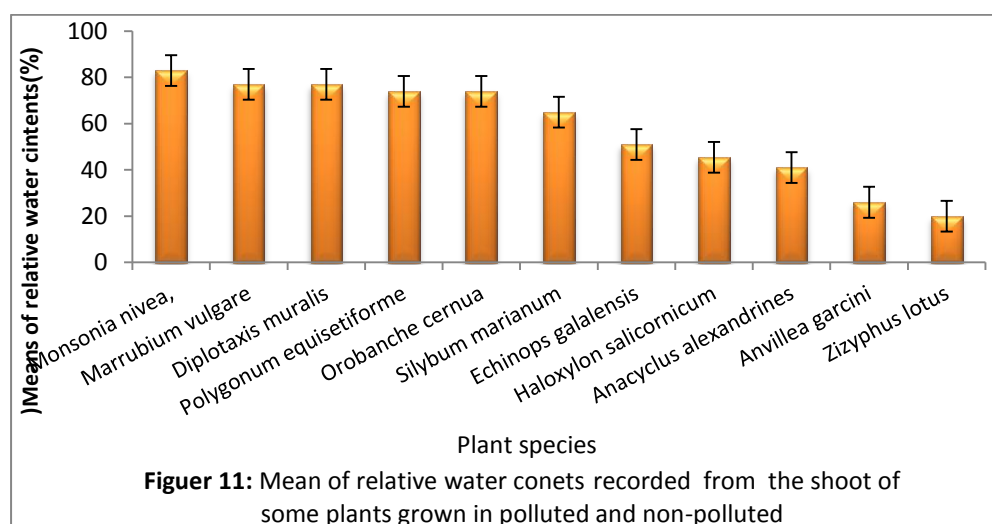 )Means of relative water cintents(%)
100
80
60
40
20
0
Monsonia nivea,
Marrubium vulgare
Diplotaxis muralis
Polygonum equisetiforme
Orobanche cernua
Silybum marianum
Echinops galalensis
Haloxylon salicornicum
Anacyclus alexandrines
Anvillea garcini
Zizyphus lotus
Plant species
Figuer 11: Mean of relative water conets recorded from the shoot of
some plants grown in polluted and non-polluted